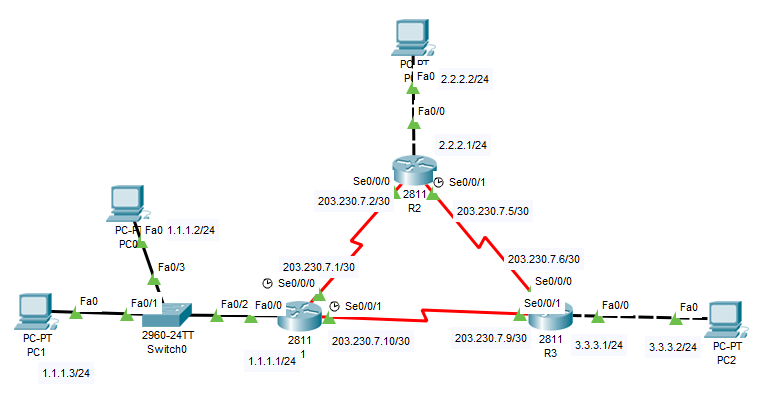 PC-PT
Fa0
2.2.2.2/24
Fa0/0
2.2.2.1/24
Se0/0/0
Se0/0/1
2811
R2
203.230.7.2/30
203.230.7.5/30
Fa0
1.1.1.2/24
PC0
Fa0/3
203.230.7.1/30
203.230.7.6/30
Se0/0/0
Se0/0/0
Fa0
Fa0/1
Fa0/2
Fa0/0
Se0/0/1
Se0/0/1
Fa0/0
Fa0
PC-PT
PC1
2960-24TT
Switch0
2811
1
203.230.7.10/30
203.230.7.9/30
2811
R3
3.3.3.1/24
3.3.3.2/24
PC-PT
PC2
1.1.1.1/24
1.1.1.3/24